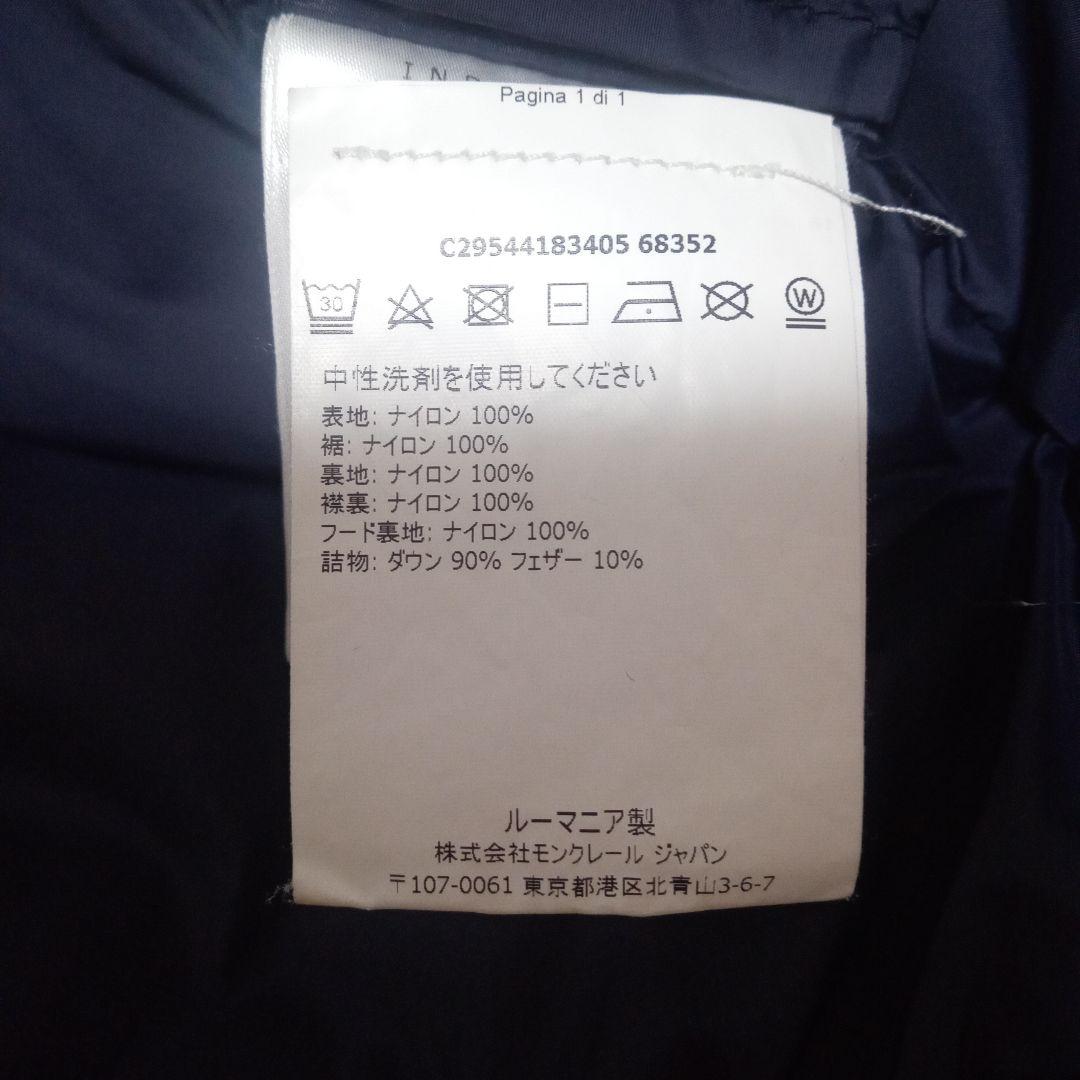 IND
Pagina 1 di 1
C29544183405 68352
30
W
中性洗剤を使用してください
表地: ナイロン 100%
裾: ナイロン 100%
裏地: ナイロン 100%
襟裏: ナイロン 100%
フード裏地: ナイロン 100%
詰物: ダウン 90% フェザー 10%
ルーマニア製
株式会社モンクレール ジャパン
〒107-0061 東京都港区北青山3-6-7